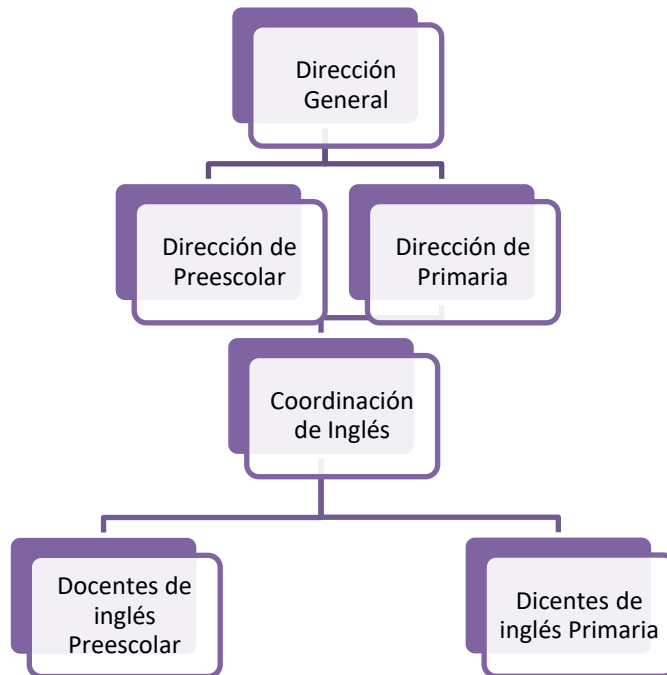 Dirección
General
Dirección de
Preescolar
Dirección de
Primaria
Coordinación
de Inglés
Docentes de
inglés
Preescolar
Dicentes de
inglés Primaria